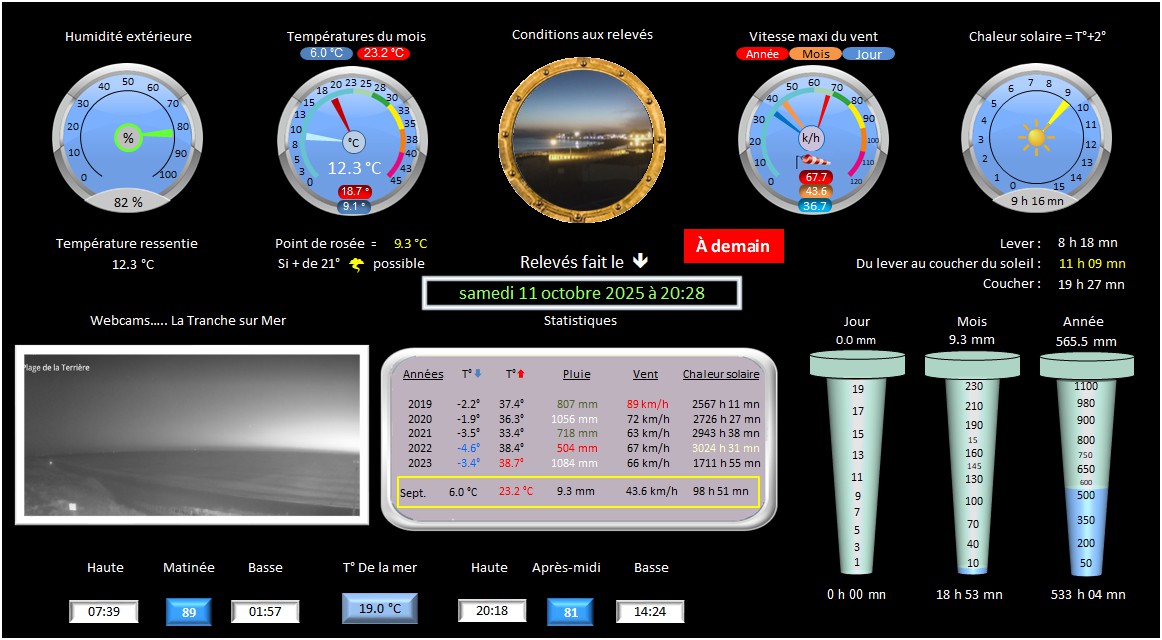 Humidité extérieure
Températures du mois
6.0 °C 23.2 °C
Conditions aux relevés
Vitesse maxi du vent
Année Mois Jour
Chaleur solaire = T°+2°
0 10 20 30 40 50 60 70 80 90 100
%
82 %
0 3 5 8 10 13 15 18 20 23 25 28 30 33 35 38 40 43 45
°C
12.3 °C
18.7 °
9.1 °
0 10 20 30 40 50 60 70 80 90 100 110 120
k/h
67.7
43.6
36.7
0 1 2 3 4 5 6 7 8 9 10 11 12 13 14 15
9 h 16 mn
Température ressentie
12.3 °C
Point de rosée = 9.3 °C
Si + de 21° possible
À demain
Relevés fait le
samedi 11 octobre 2025 à 20:28
Lever : 8 h 18 mn
Du lever au coucher du soleil : 11 h 09 mn
Coucher : 19 h 27 mn
Webcams….. La Tranche sur Mer
Plage de la Terrière
Statistiques
Années T° T° Pluie Vent Chaleur solaire
2019 -2.2° 37.4° 807 mm 89 km/h 2567 h 11 mn
2020 -1.9° 36.3° 1056 mm 72 km/h 2726 h 27 mn
2021 -3.5° 33.4° 718 mm 63 km/h 2943 h 38 mn
2022 -4.6° 38.4° 504 mm 67 km/h 3024 h 31 mn
2023 -3.4° 38.7° 1084 mm 66 km/h 1711 h 55 mn
Sept. 6.0 °C 23.2 °C 9.3 mm 43.6 km/h 98 h 51 mn
Jour
0.0 mm
19
17
15
13
11
9
7
5
3
1
0 h 00 mn
Mois
9.3 mm
230
210
190
15
160
145
130
100
70
40
10
18 h 53 mn
Année
565.5 mm
1100
980
900
800
750
650
600
500
350
200
50
533 h 04 mn
Haute Matinée Basse
07:39 89 01:57
T° De la mer
19.0 °C
Haute Après-midi Basse
20:18 81 14:24